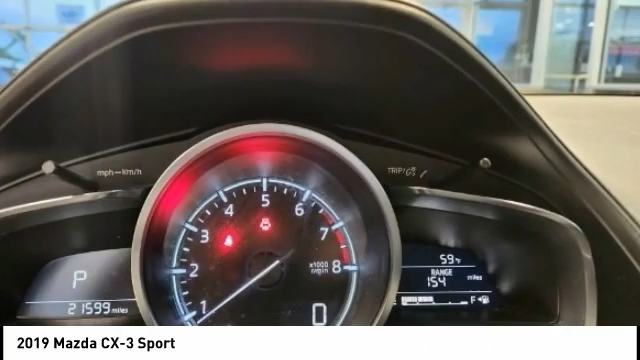 mph—km/h
TRIP/
5
4
6
3
7
2
8
1
x1000
r/min
0
P
21599 miles
59°F
RANGE
154 miles
F
2019 Mazda CX-3 Sport